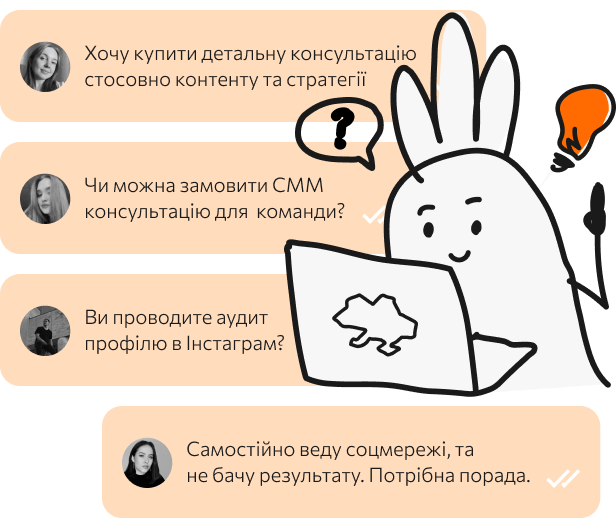 Хочу купити детальну консультацію
стосовно контенту та стратегії
?
Чи можна замовити СММ
консультацію для команди?
Ви проводите аудит
профілю в Інстаграм?
Самостійно веду соцмережі, та
не бачу результату. Потрібна порада.